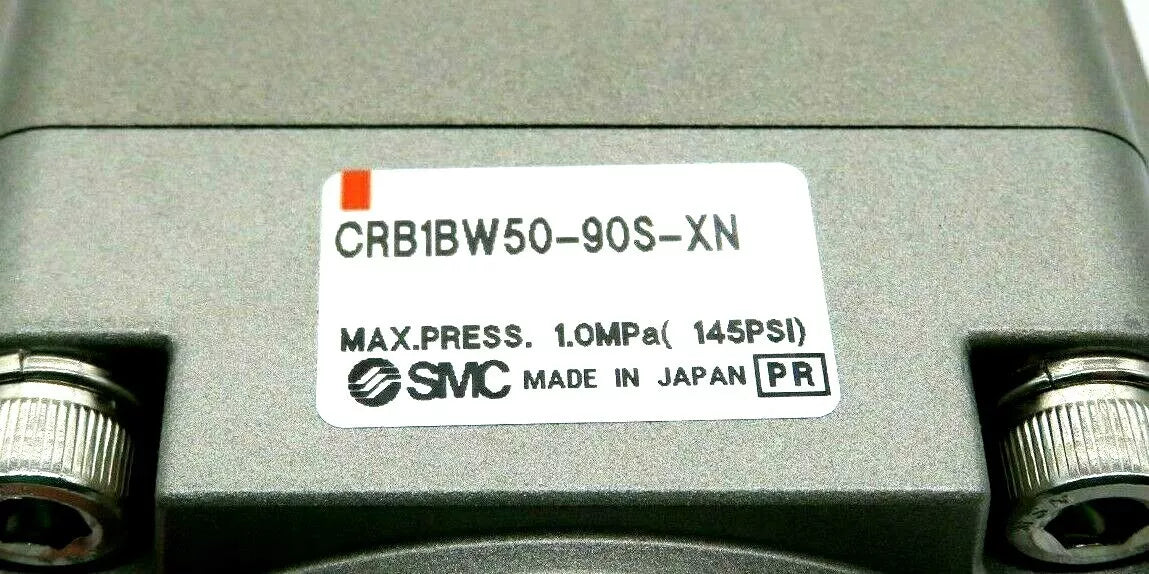 CRB1BW50-90S-XN
MAX.PRESS. 1.0MPa( 145PSI)
SMC MADE IN JAPAN PR